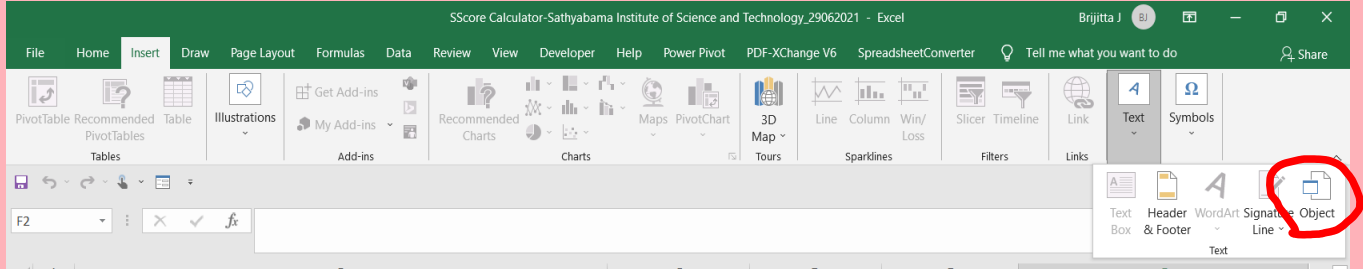 SScore Calculator-Sathyabama Institute of Science and Technology_29062021 - Excel
Brijitta J
BJ
File Home Insert Draw Page Layout Formulas Data Review View Developer Help Power Pivot PDF-XChange V6 SpreadsheetConverter Tell me what you want to do Share
PivotTable Recommended PivotTables Table
Tables
Illustrations
Get Add-ins
My Add-ins
Add-ins
Recommended Charts
Maps PivotChart
Charts
3D Map
Tours
Line Column Win/Loss
Sparklines
Slicer Timeline
Filters
Link
Links
Text
Symbols
Text Box
Header & Footer
WordArt
Signature Line
Object
Text
F2
fx